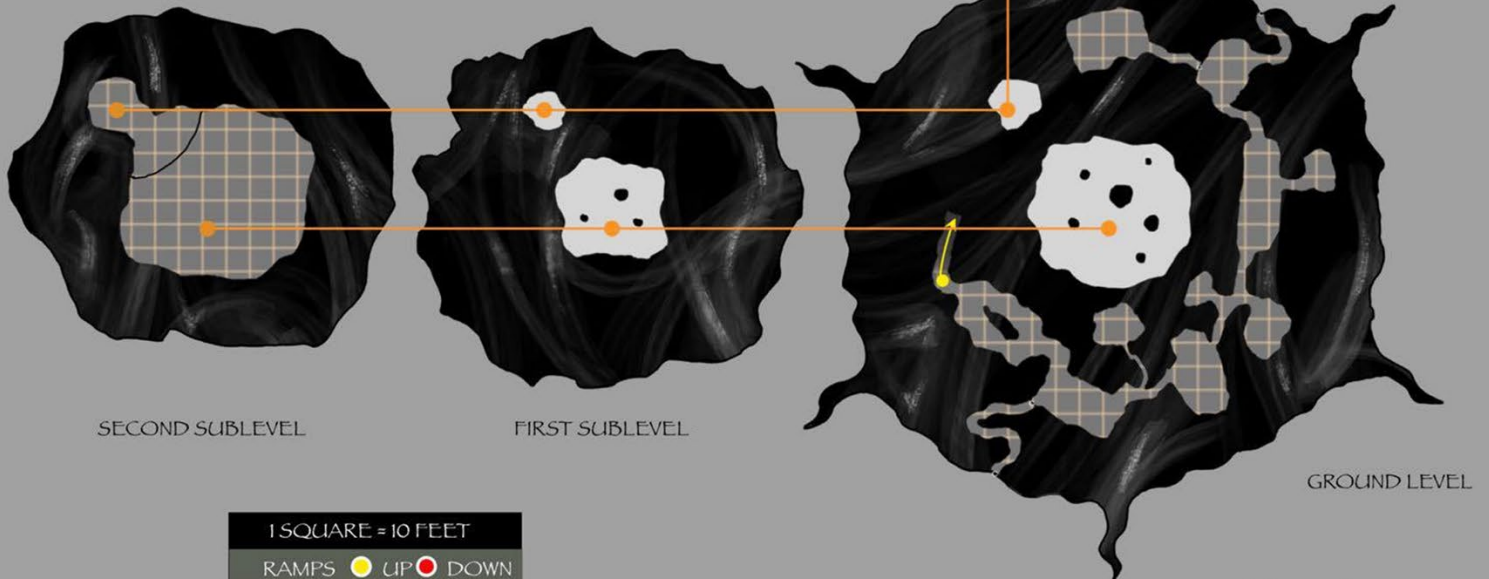 SECOND SUBLEVEL
FIRST SUBLEVEL
GROUND LEVEL
1 SQUARE = 10 FEET
RAMPS UP DOWN